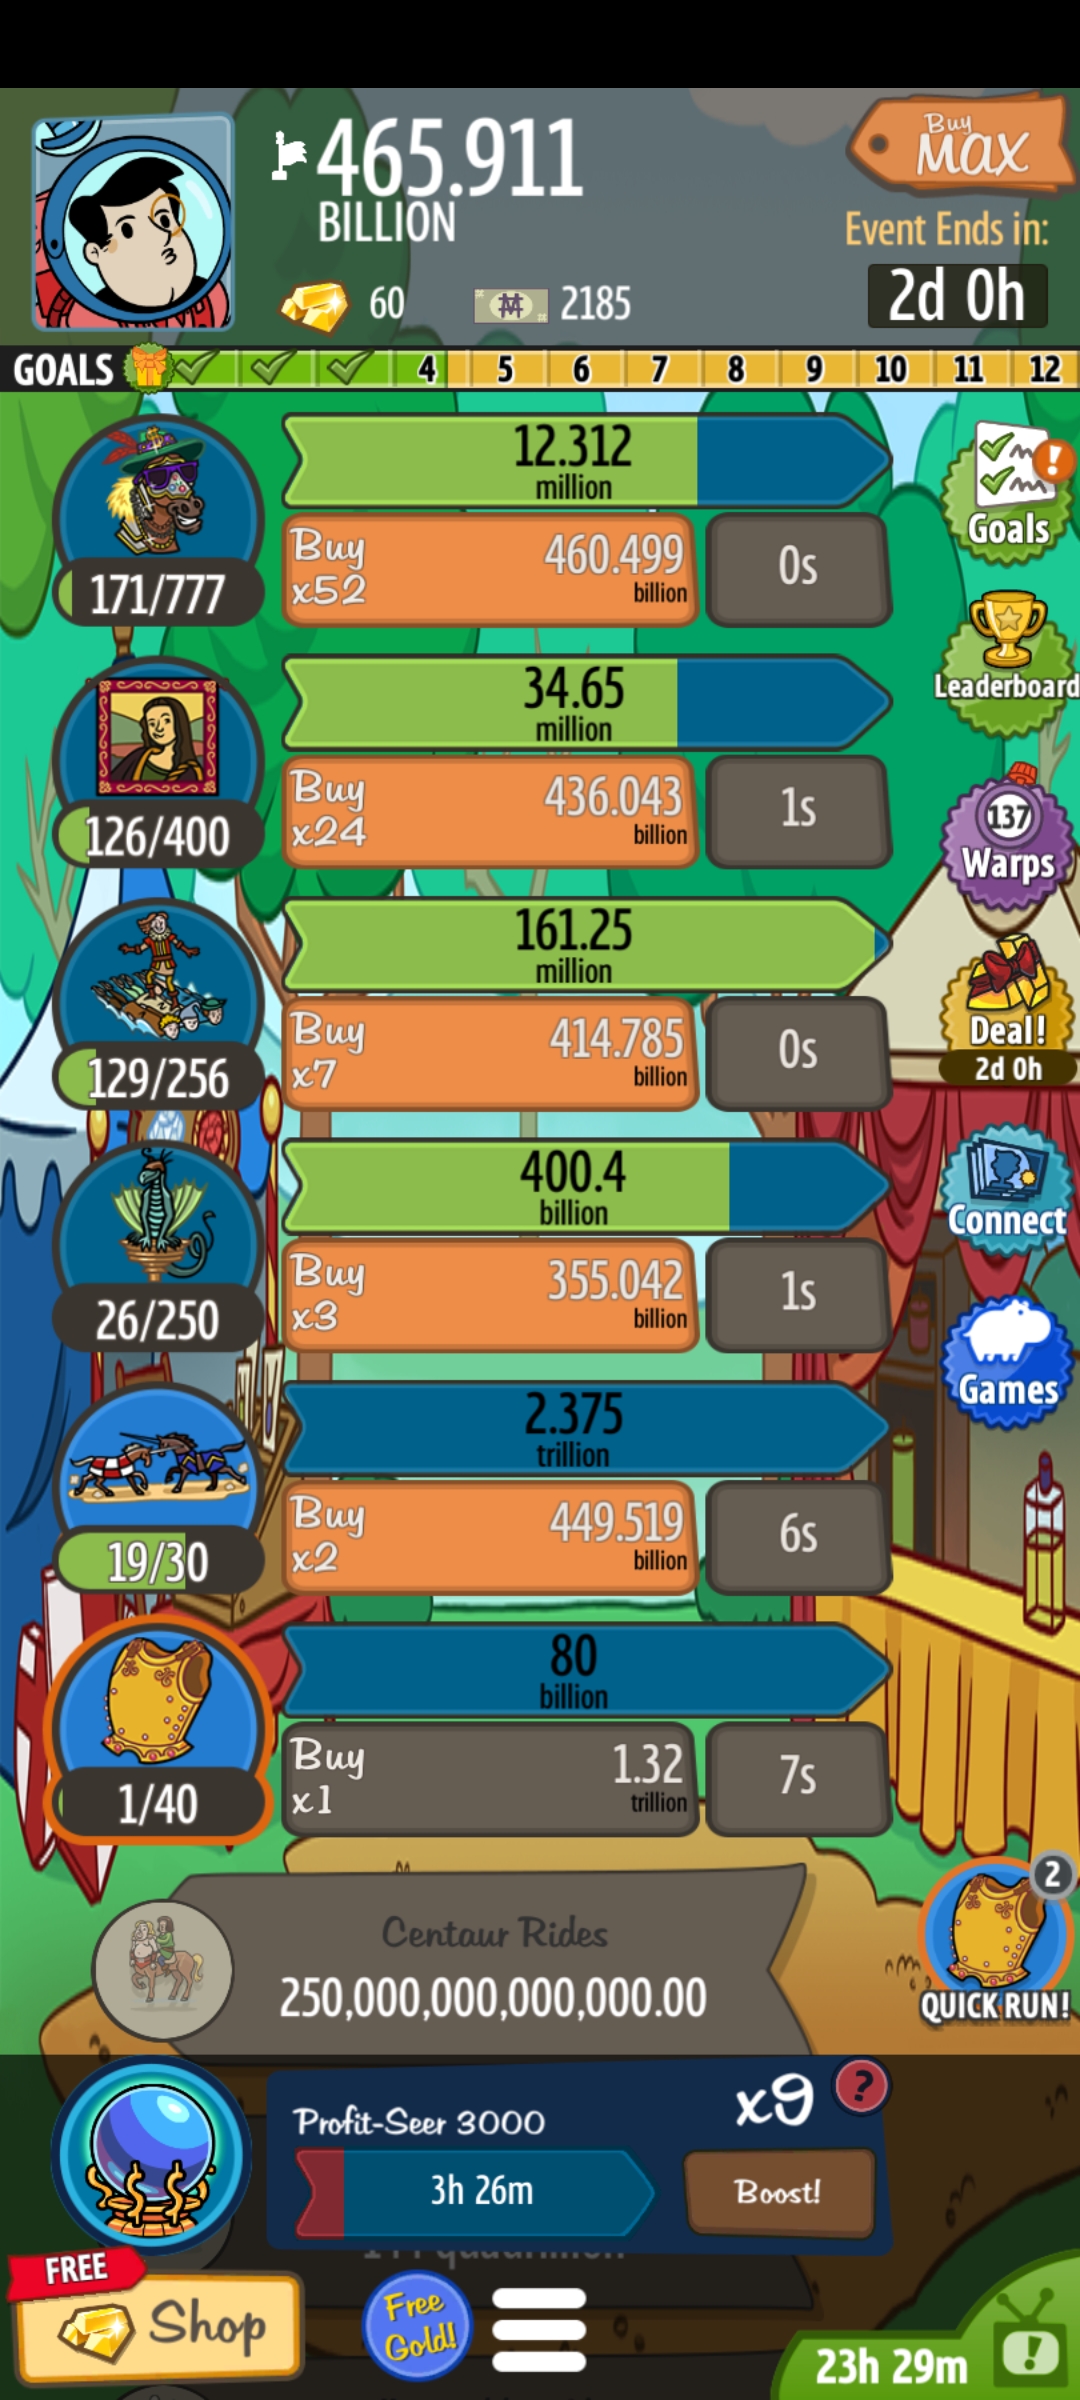 465.911
BILLION
Buy
MAX
Event Ends in:
2d 0h
60
2185
GOALS
4 5 6 7 8 9 10 11 12
12.312
million
Buy
x52
460.499
billion
0s
171/777
Goals
34.65
million
Leaderboard
Buy
x24
436.043
billion
1s
126/400
137
Warps
161.25
million
Buy
x7
414.785
billion
0s
129/256
Deal!
2d 0h
400.4
billion
Buy
x3
355.042
billion
1s
26/250
Connect
2.375
trillion
Games
Buy
x2
449.519
billion
6s
19/30
80
billion
Buy
x1
1.32
trillion
7s
1/40
Centaur Rides
250,000,000,000,000.00
2
QUICK RUN!
Profit-Seer 3000
x9
?
3h 26m
Boost!
FREE
Shop
Free
Gold!
23h 29m